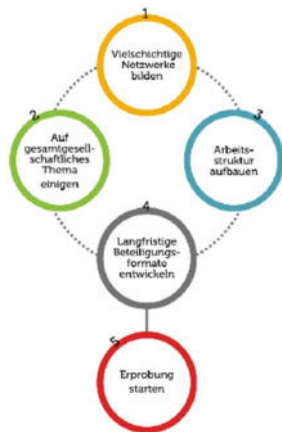 1
Vielschichtige
Netzwerke
bilden
2
Auf
gesamtgesell-
schaftliches
Thema
einigen
3
Arbeits-
struktur
aufbauen
4
Langfristige
Beteiligungs-
formate
entwickeln
5
Erprobung
starten